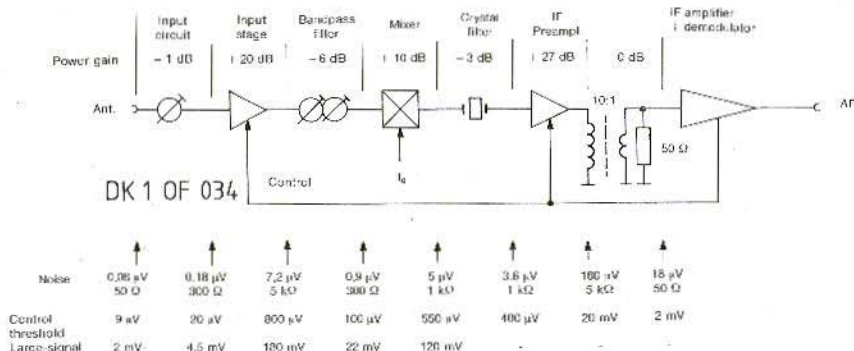 Input circuit
Input stage
Bandpass filter
Mixer
Crystal filter
IF Preampl
IF amplifier + demodulator
Power gain - 1 dB + 20 dB - 6 dB + 10 dB - 3 dB + 27 dB 0 dB
Ant.
10:1
AF
50 Ω
Control
DK 1 OF 034
Noise 0,06 µV 0,18 µV 7,2 µV 0,9 µV 5 µV 3,6 µV 180 µV 18 µV
50 Ω 300 Ω 5 kΩ 300 Ω 1 kΩ 1 kΩ 5 kΩ 50 Ω
Control threshold 9 µV 20 µV 800 µV 100 µV 550 µV 400 µV 20 mV 2 mV
Large-signal 2 mV 4,5 mV 180 mV 22 mV 120 mV - - -